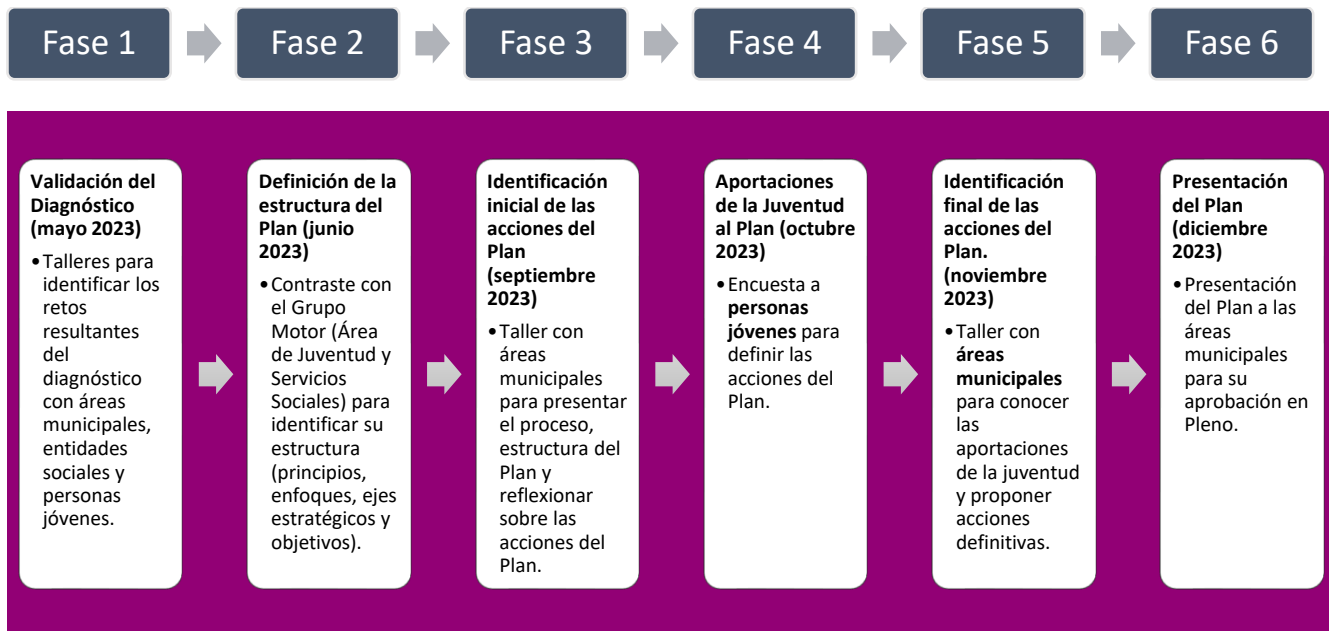 Fase 1
Fase 2
Fase 3
Fase 4
Fase 5
Fase 6
Validación del
Diagnóstico
(mayo 2023)
•Talleres para
identificar los
retos
resultantes
del
diagnóstico
con áreas
municipales,
entidades
sociales y
personas
jóvenes.
Definición de la
estructura del
Plan (junio
2023)
•Contraste con
el Grupo
Motor (Área
de Juventud y
Servicios
Sociales) para
identificar su
estructura
(principios,
enfoques, ejes
estratégicos y
objetivos).
Identificación
inicial de las
acciones del
Plan
(septiembre
2023)
•Taller con
áreas
municipales
para presentar
el proceso,
estructura del
Plan y
reflexionar
sobre las
acciones del
Plan.
Aportaciones
de la Juventud
al Plan (octubre
2023)
•Encuesta a
personas
jóvenes para
definir las
acciones del
Plan.
Identificación
final de las
acciones del
Plan.
(noviembre
2023)
•Taller con
áreas
municipales
para conocer
las
aportaciones
de la juventud
y proponer
acciones
definitivas.
Presentación
del Plan
(diciembre
2023)
•Presentación
del Plan a las
áreas
municipales
para su
aprobación en
Pleno.